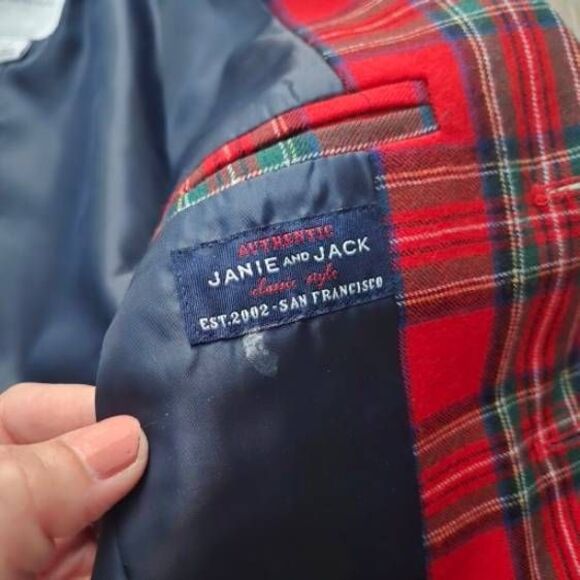 AUTHENTIC
JANIE AND JACK
classic style
EST.2002 - SAN FRANCISCO